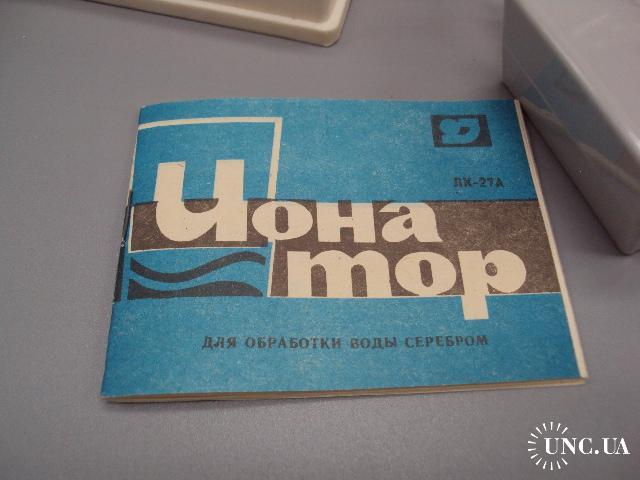 ЛК-27А
Иона
тор
ДЛЯ ОБРАБОТКИ ВОДЫ СЕРЕБРОМ
UNC.UA